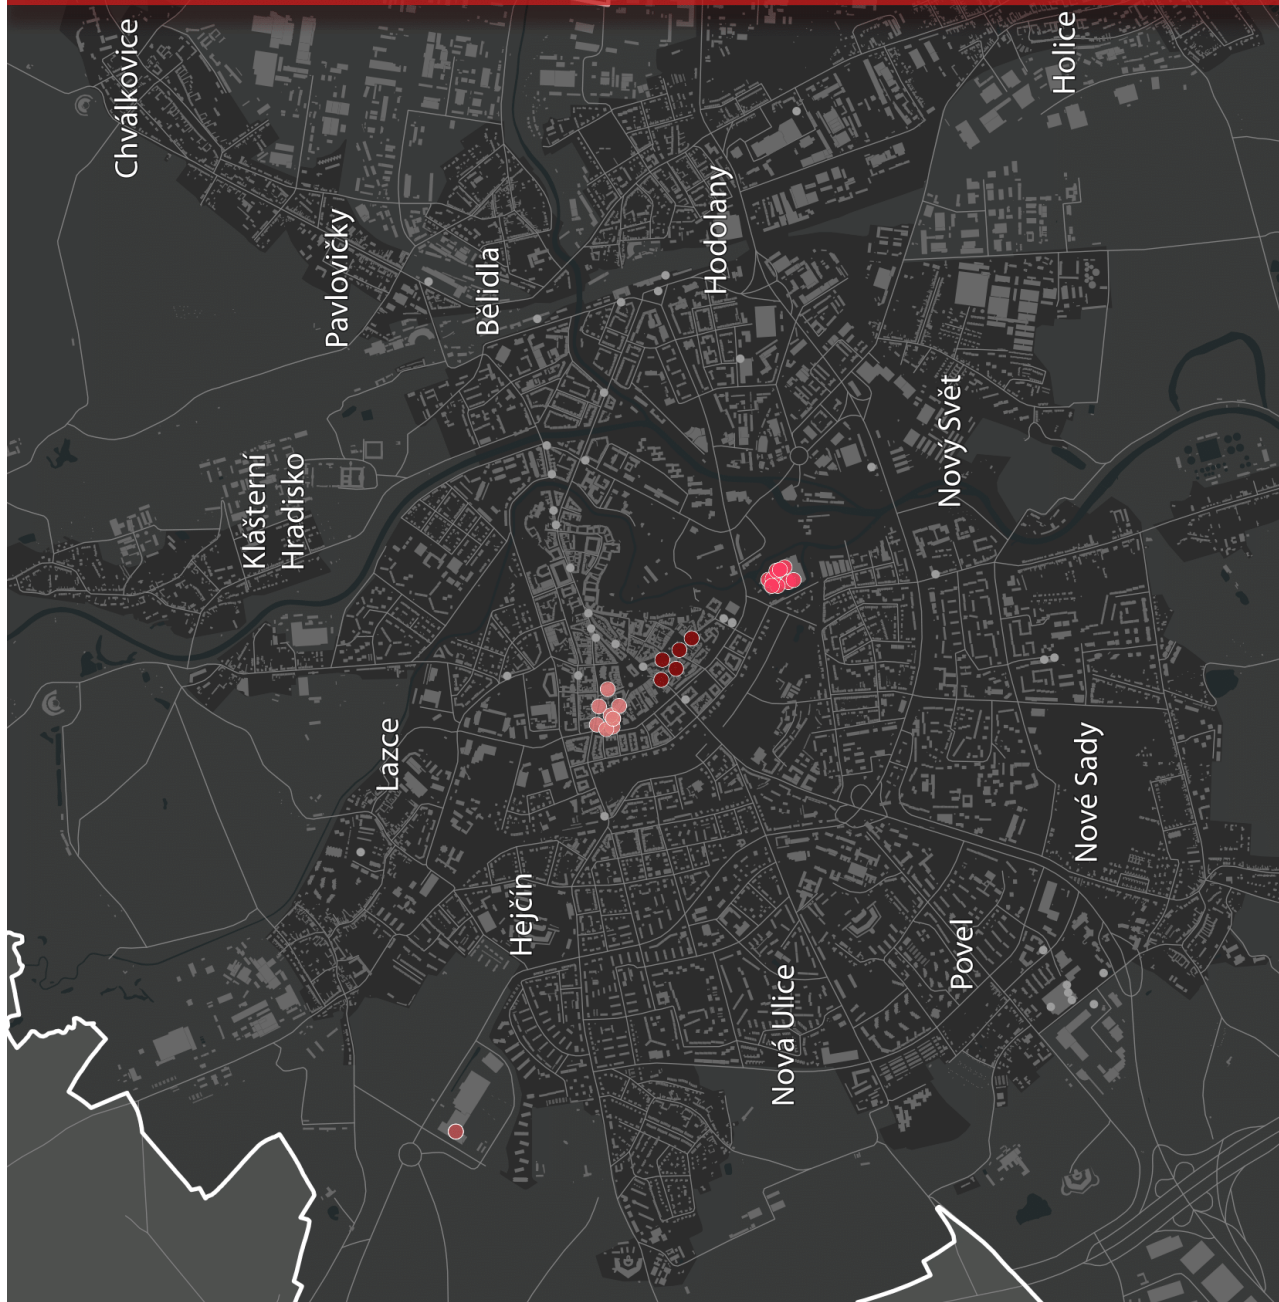 Chválkovice
Pavlovičky
Bělidla
Klášterní
Hradisko
Hodolany
Holice
Nový Svět
Lazce
Hejčín
Nová Ulice
Povel
Nové Sady